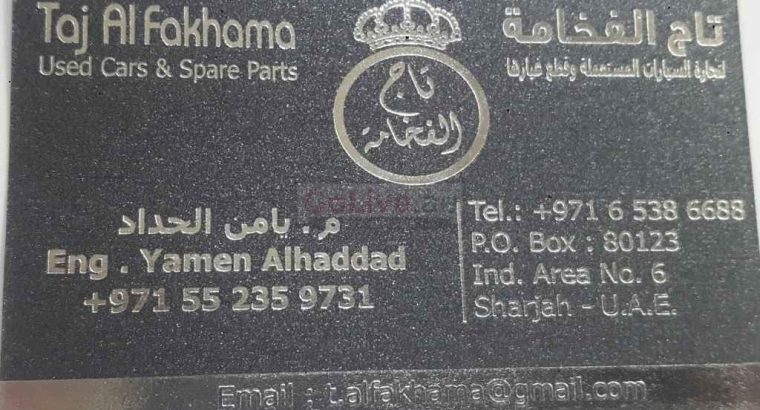 Taj Al Fakhama
Used Cars & Spare Parts
تاج الفخامة
لتجارة السيارات المستعملة وقطع غيارها
تاج
الفخامة
م . يامن الحداد
Eng . Yamen Alhaddad
+971 55 235 9731
Tel.: +971 6 538 6688
P.O. Box : 80123
Ind. Area No. 6
Sharjah - U.A.E.
Email : t.alfakhama@gmail.com